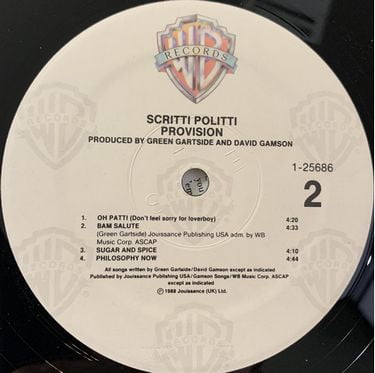 WB
RECORDS
SCRITTI POLITTI
PROVISION
PRODUCED BY GREEN GARTSIDE AND DAVID GAMSON
1-25686
2
1. OH PATTI (Don't feel sorry for loverboy) 4:20
2. BAM SALUTE 4:33
(Green Gartside) Jouissance Publishing USA adm. by WB
Music Corp. ASCAP
3. SUGAR AND SPICE 4:10
4. PHILOSOPHY NOW 4:44
All songs written by Green Gartside/David Gamson except as indicated
Published by Jouissance Publishing USA/Gamson Songs/WB Music Corp. ASCAP
except as indicated
℗1988 Jouissance (UK) Ltd.